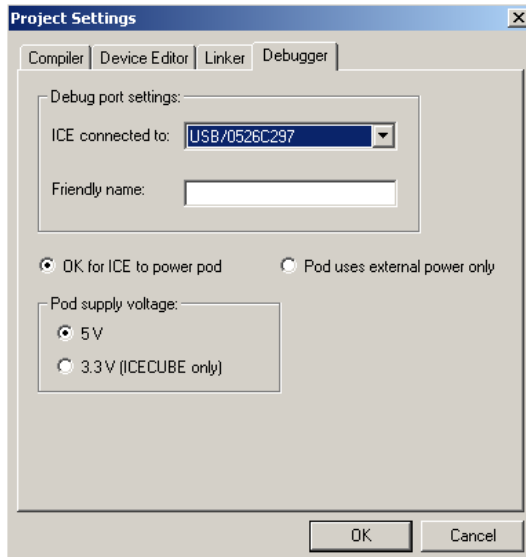 Project Settings
Compiler Device Editor Linker Debugger
Debug port settings:
ICE connected to: USB/0526C297
Friendly name:
OK for ICE to power pod Pod uses external power only
Pod supply voltage:
5 V
3.3 V (ICECUBE only)
OK Cancel